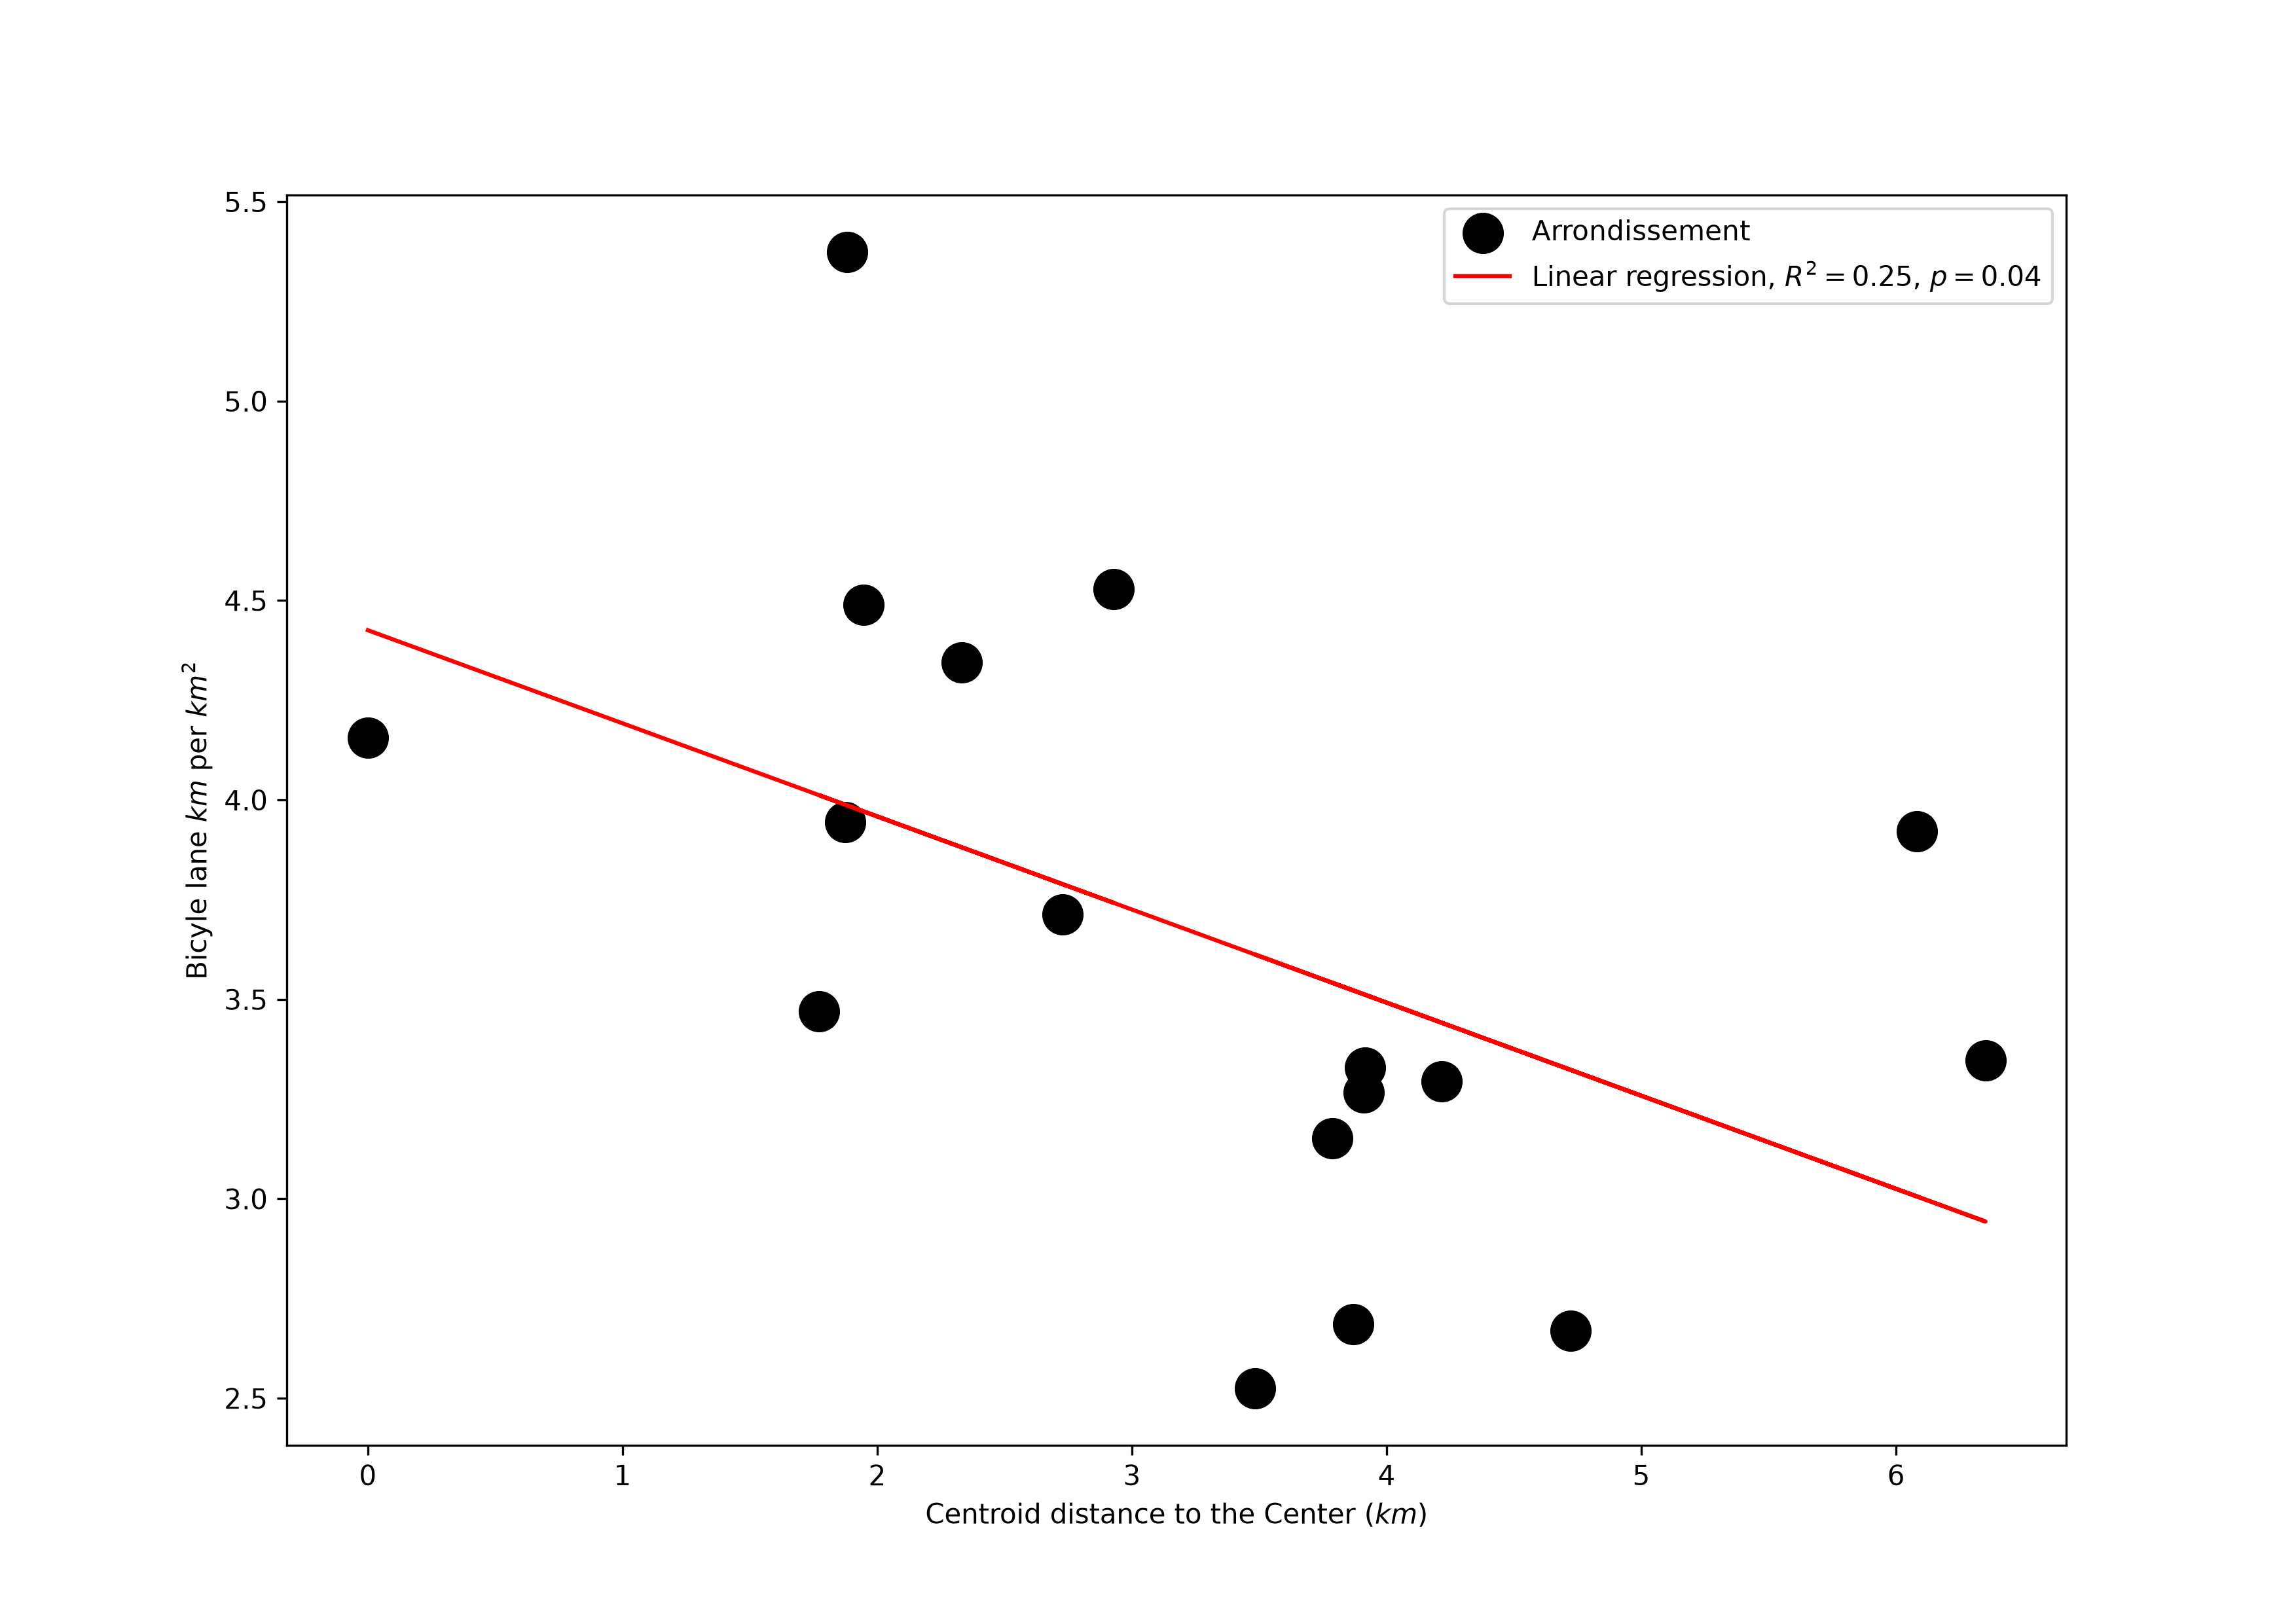 5.5
5.0
4.5
4.0
3.5
3.0
2.5
0 1 2 3 4 5 6
Bicyle lane km per km²
Centroid distance to the Center (km)
Arrondissement
Linear regression, R² = 0.25, p = 0.04